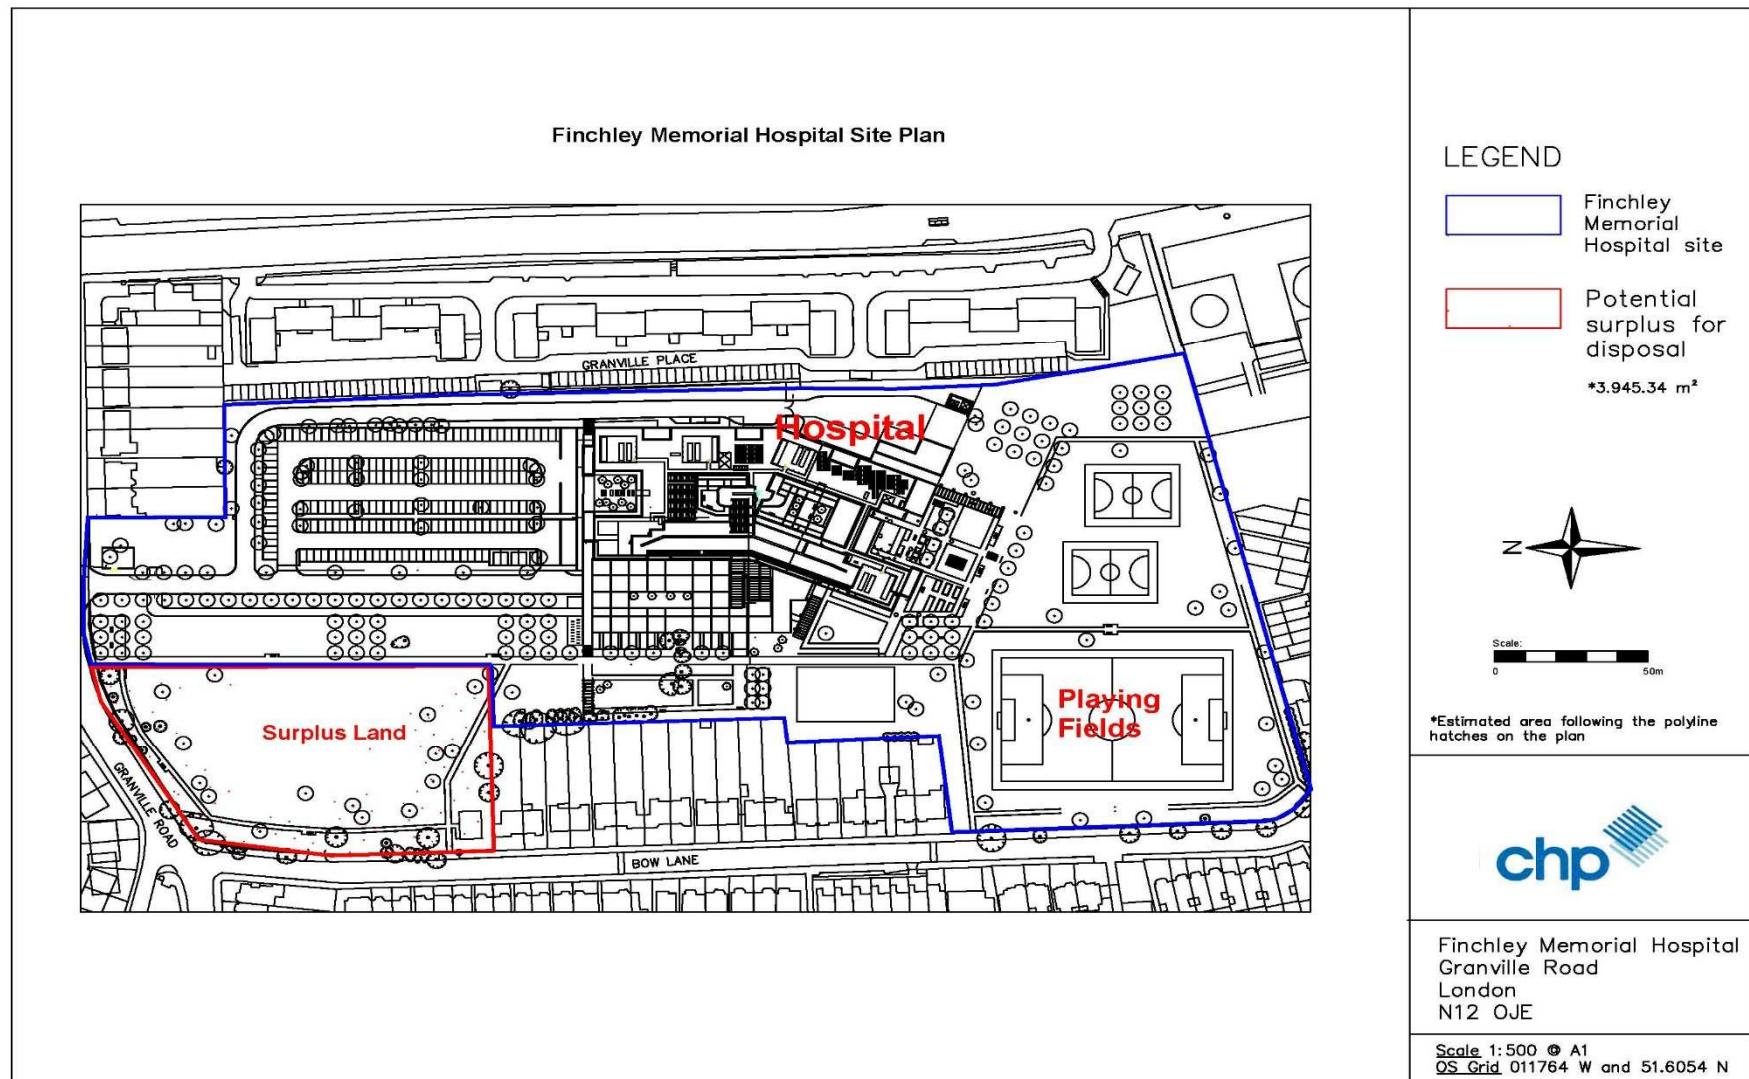 Finchley Memorial Hospital Site Plan
GRANVILLE PLACE
Hospital
Surplus Land
Playing
Fields
GRANVILLE ROAD
BOW LANE
LEGEND
Finchley
Memorial
Hospital site
Potential
surplus for
disposal
*3.945.34 m²
N
Scale:
0 50m
*Estimated area following the polyline
hatches on the plan
chp
Finchley Memorial Hospital
Granville Road
London
N12 0JE
Scale 1:500 @ A1
OS Grid 011764 W and 51.6054 N